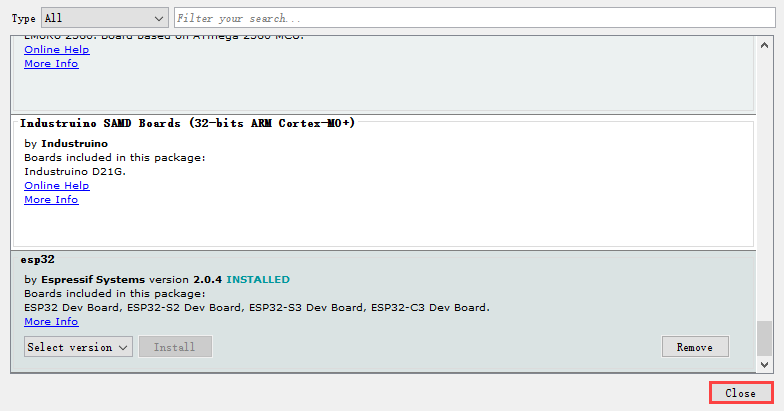 Type All Filter your search...
Online Help
More Info
Industruino SAMD Boards (32-bits ARM Cortex-M0+)
by Industruino
Boards included in this package:
Industruino D21G.
Online Help
More Info
esp32
by Espressif Systems version 2.0.4 INSTALLED
Boards included in this package:
ESP32 Dev Board, ESP32-S2 Dev Board, ESP32-S3 Dev Board, ESP32-C3 Dev Board.
More Info
Select version Install Remove
Close